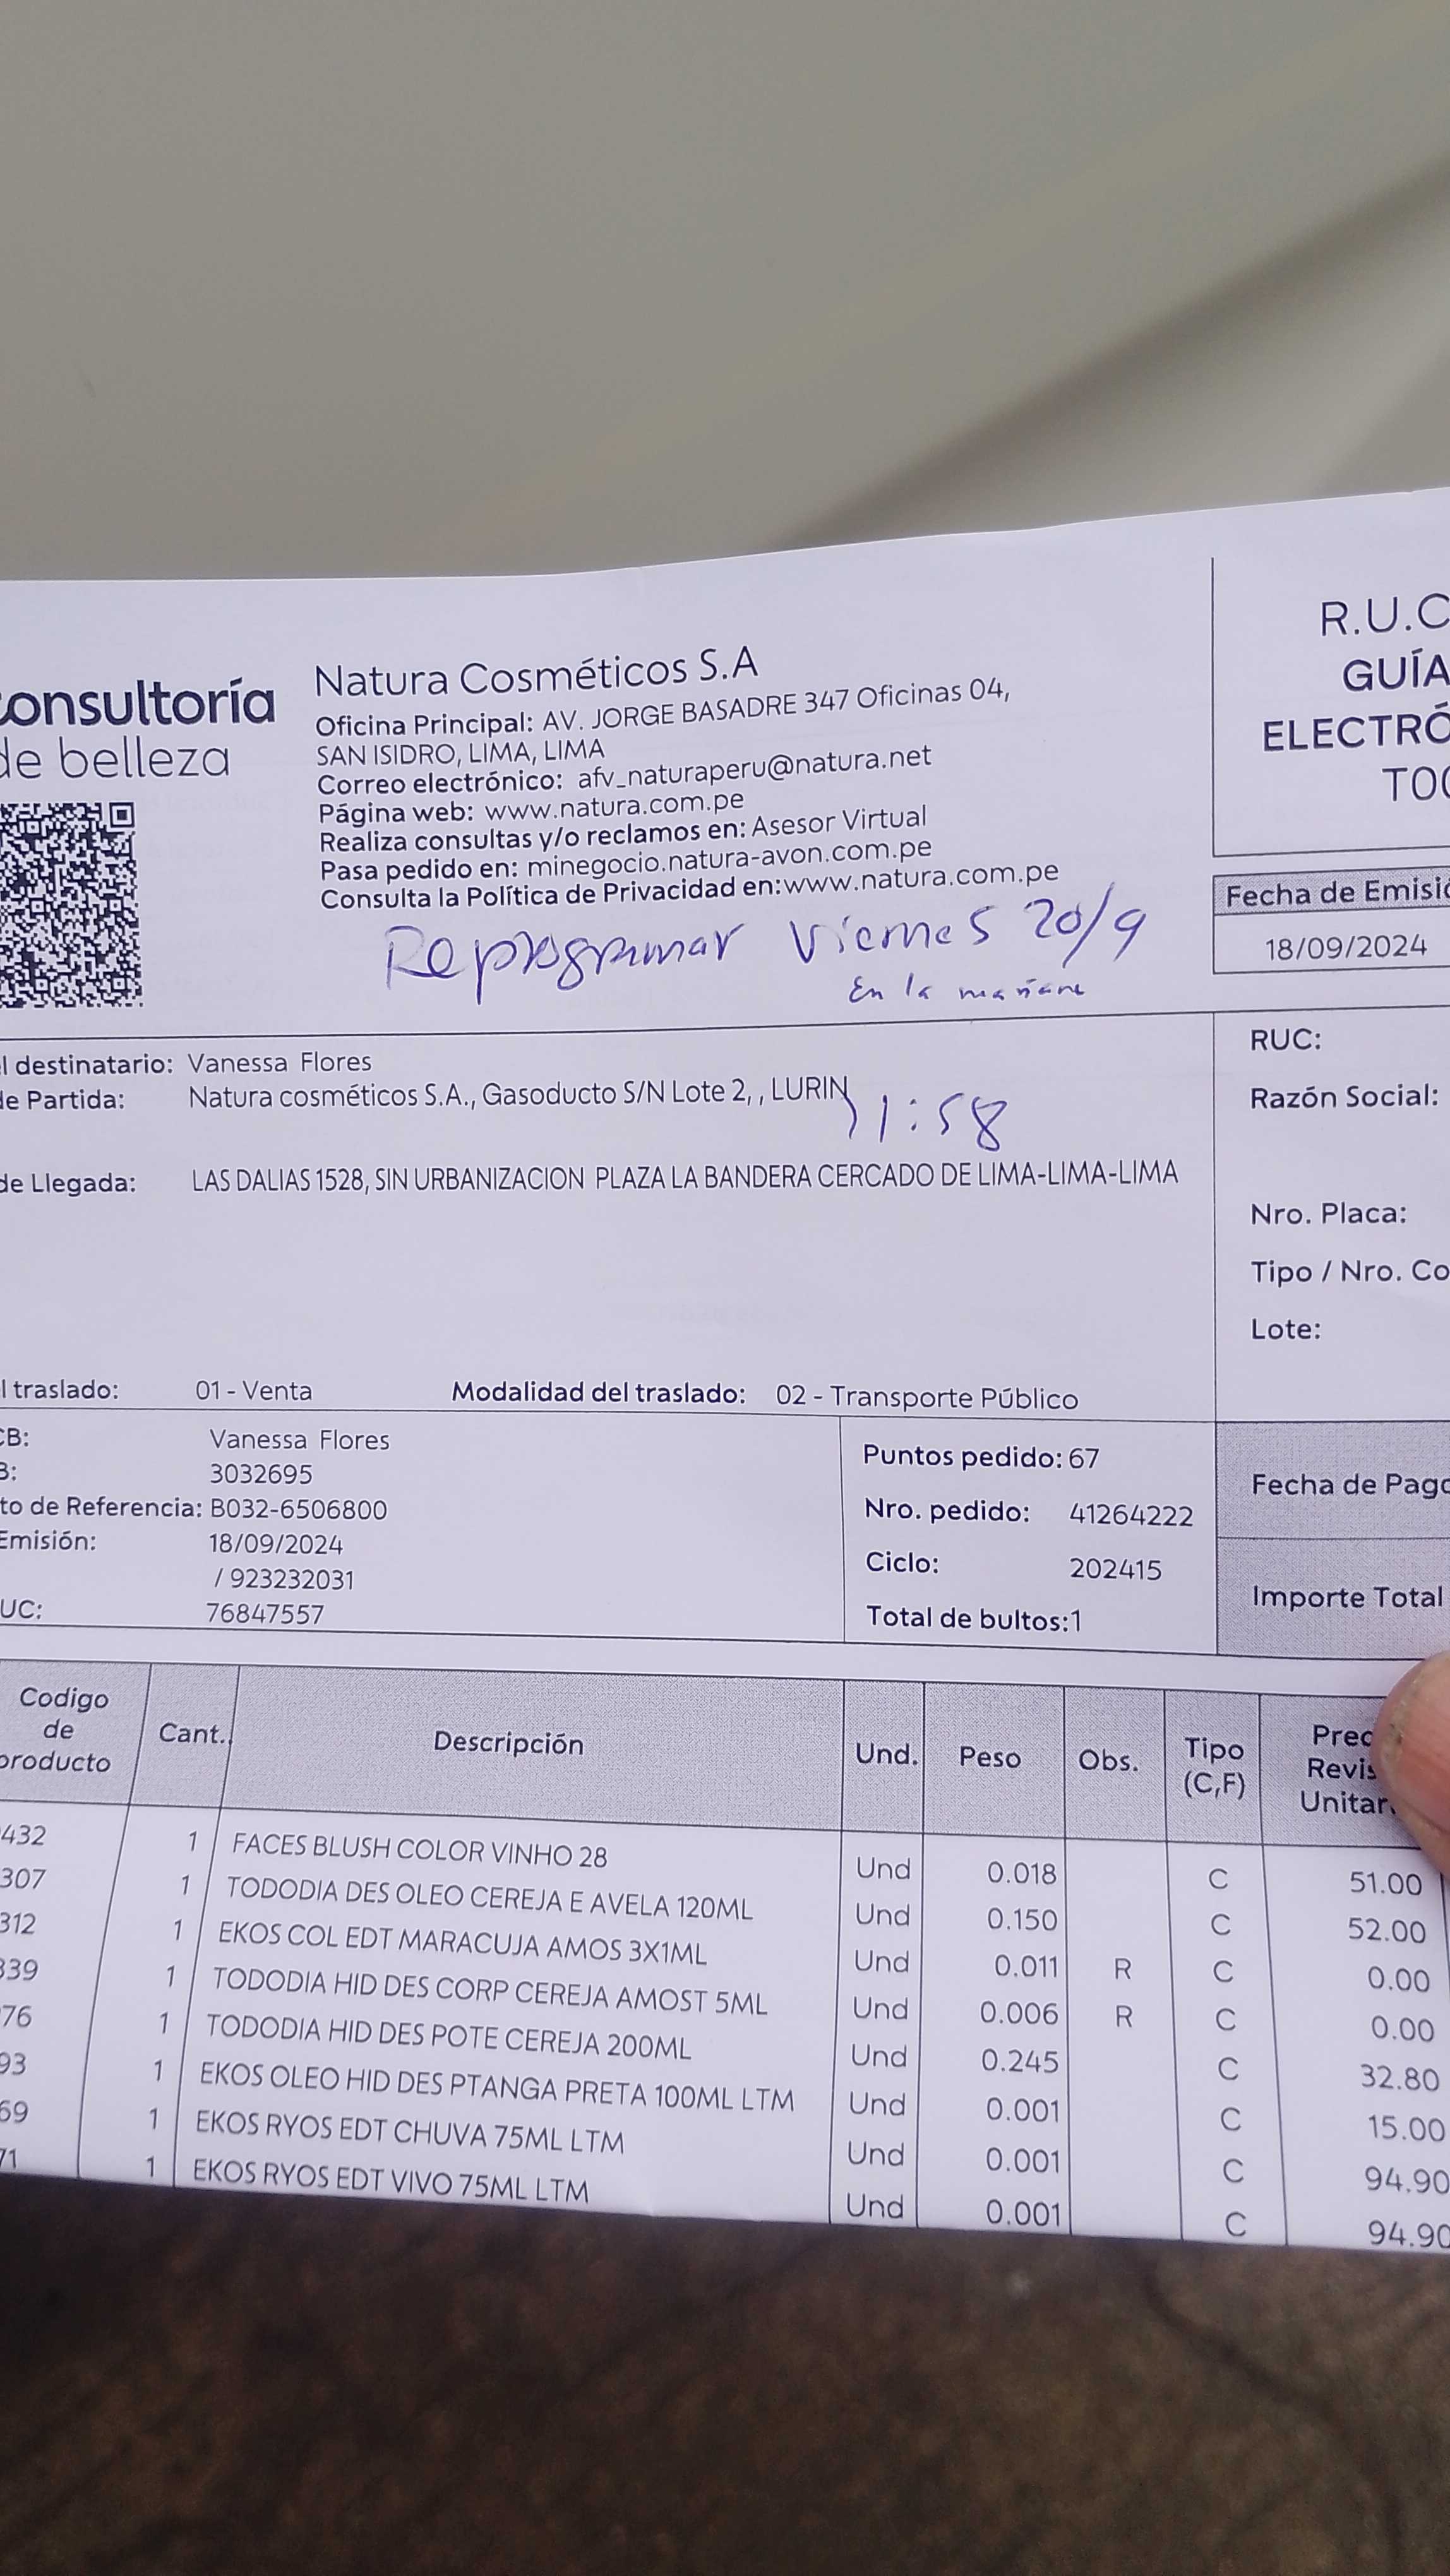 consultoría
de belleza
Natura Cosméticos S.A
Oficina Principal: AV. JORGE BASADRE 347 Oficinas 04,
SAN ISIDRO, LIMA, LIMA
Correo electrónico: afv_naturaperu@natura.net
Página web: www.natura.com.pe
Realiza consultas y/o reclamos en: Asesor Virtual
Pasa pedido en: minegocio.natura-avon.com.pe
Consulta la Política de Privacidad en:www.natura.com.pe
R.U.C
GUÍA
ELECTRÓ
T00
Fecha de Emisió
18/09/2024
Reprogramar Viernes 20/9
En la mañana
l destinatario: Vanessa Flores
de Partida: Natura cosméticos S.A., Gasoducto S/N Lote 2, , LURIN
11:58
de Llegada: LAS DALIAS 1528, SIN URBANIZACION PLAZA LA BANDERA CERCADO DE LIMA-LIMA-LIMA
RUC:
Razón Social:
Nro. Placa:
Tipo / Nro. Co
Lote:
l traslado: 01 - Venta Modalidad del traslado: 02 - Transporte Público
CB: Vanessa Flores
B: 3032695
to de Referencia: B032-6506800
Emisión: 18/09/2024
/ 923232031
UC: 76847557
Puntos pedido: 67
Nro. pedido: 41264222
Ciclo: 202415
Total de bultos:1
Fecha de Pago
Importe Total
Codigo de producto Cant. Descripción Und. Peso Obs. Tipo (C,F) Prec Revis Unitar
432 1 FACES BLUSH COLOR VINHO 28 Und 0.018 C 51.00
307 1 TODODIA DES OLEO CEREJA E AVELA 120ML Und 0.150 C 52.00
312 1 EKOS COL EDT MARACUJA AMOS 3X1ML Und 0.011 R C 0.00
339 1 TODODIA HID DES CORP CEREJA AMOST 5ML Und 0.006 R C 0.00
76 1 TODODIA HID DES POTE CEREJA 200ML Und 0.245 C 32.80
93 1 EKOS OLEO HID DES PTANGA PRETA 100ML LTM Und 0.001 C 15.00
69 1 EKOS RYOS EDT CHUVA 75ML LTM Und 0.001 C 94.90
71 1 EKOS RYOS EDT VIVO 75ML LTM Und 0.001 C 94.90